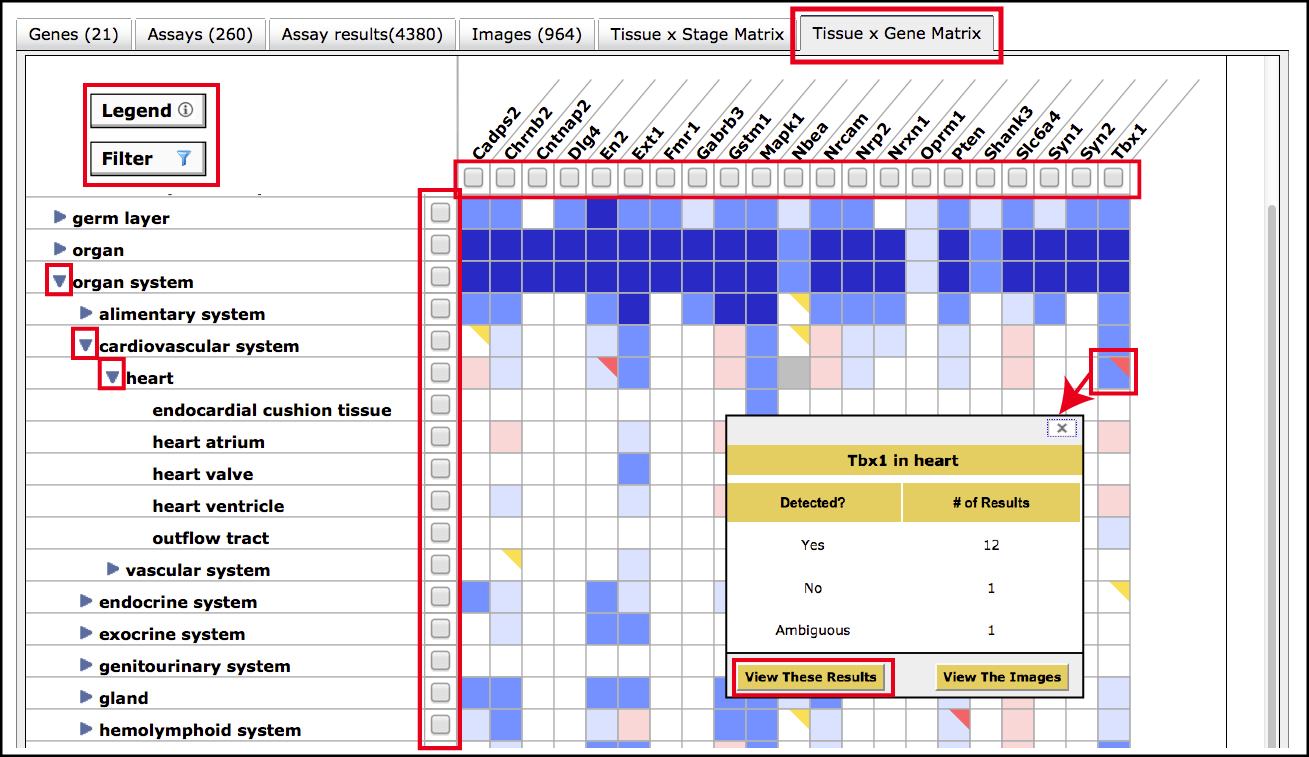 Genes (21)
Assays (260)
Assay results(4380)
Images (964)
Tissue x Stage Matrix
Tissue x Gene Matrix
Legend
Filter
Cadps2
Chrnb2
Cntnap2
Dlg4
En2
Ext1
Fmr1
Gabrb3
Gstm1
Mapk1
Nbea
Nrcam
Nrp2
Nrxn1
Oprm1
Pten
Shank3
Slc6a4
Syn1
Syn2
Tbx1
germ layer
organ
organ system
alimentary system
cardiovascular system
heart
endocardial cushion tissue
heart atrium
heart valve
heart ventricle
outflow tract
vascular system
endocrine system
exocrine system
genitourinary system
gland
hemolymphoid system
Tbx1 in heart
Detected? # of Results
Yes 12
No 1
Ambiguous 1
View These Results View The Images